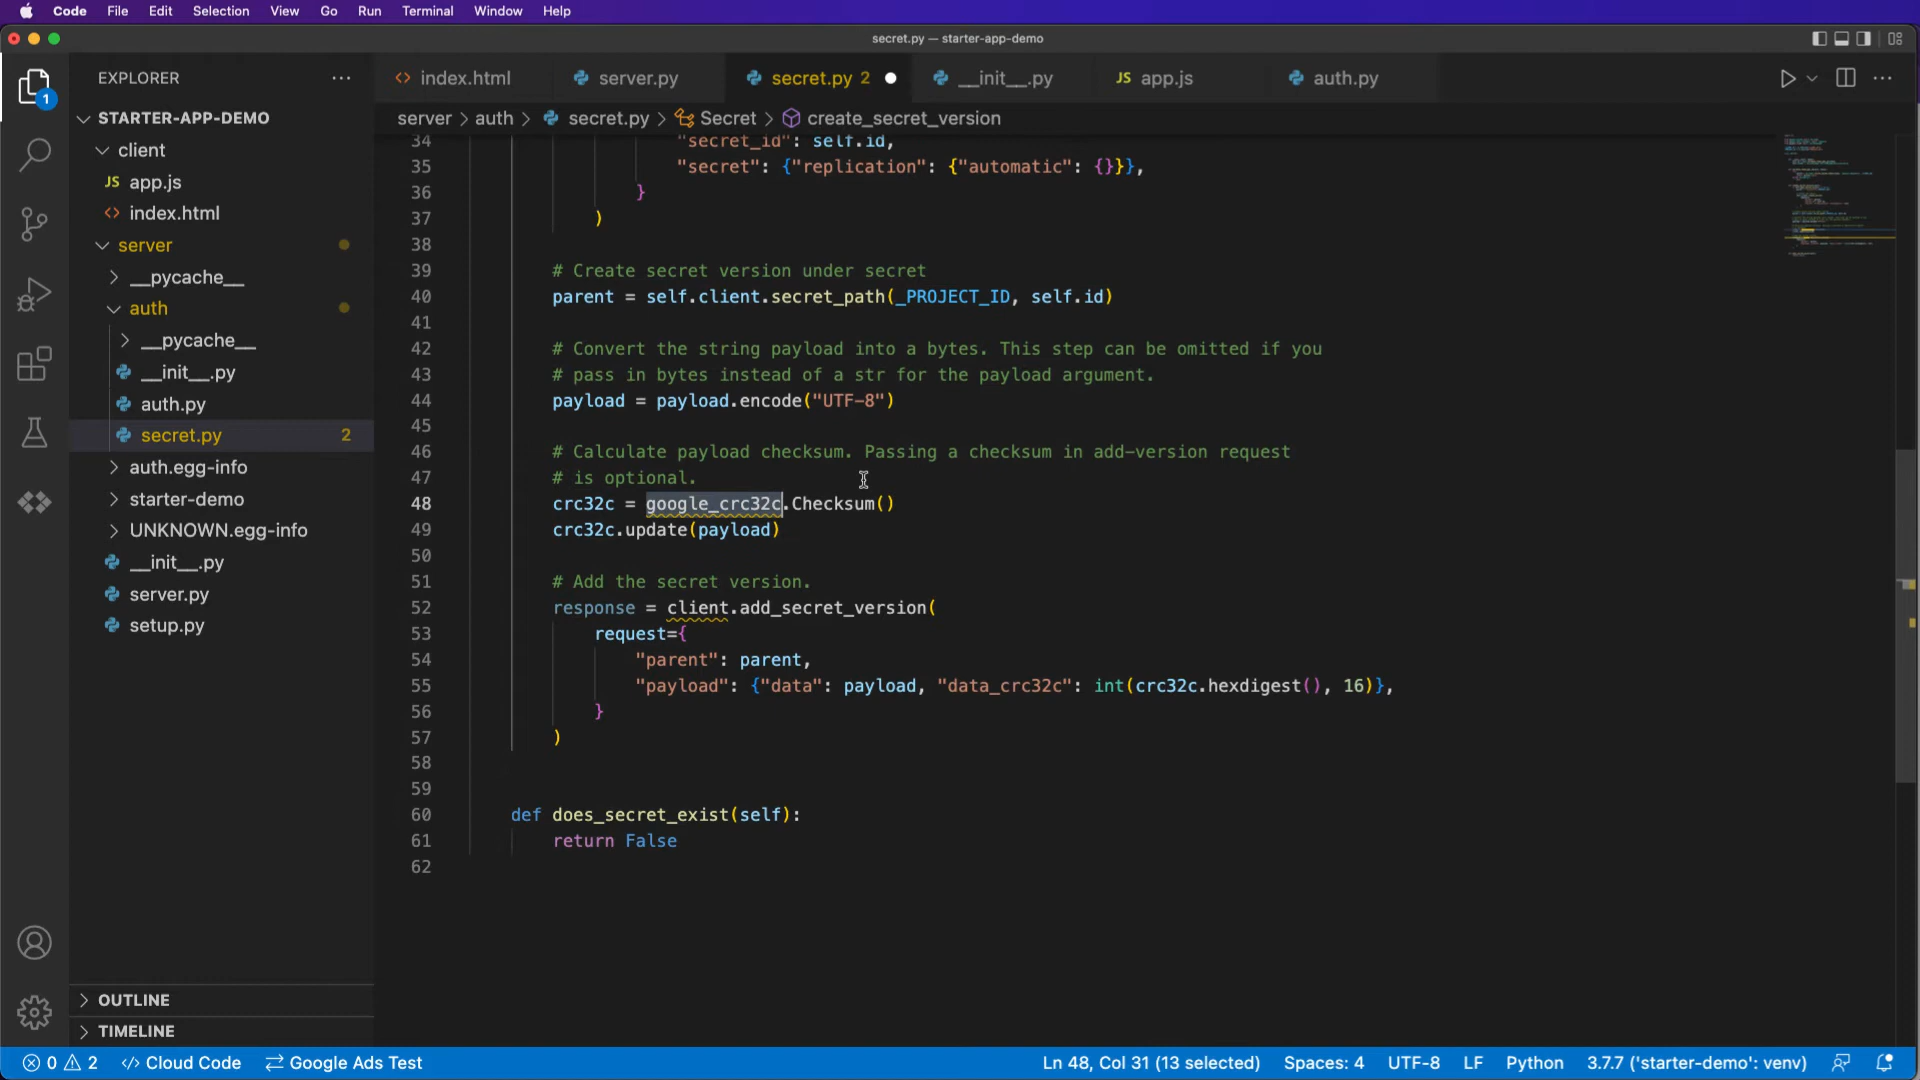 Code File Edit Selection View Go Run Terminal Window Help
secret.py — starter-app-demo
EXPLORER
index.html
server.py
secret.py 2
__init__.py
JS app.js
auth.py
1
STARTER-APP-DEMO
server > auth > secret.py > Secret > create_secret_version
client
JS app.js
index.html
server
__pycache__
auth
__pycache__
__init__.py
auth.py
secret.py 2
auth.egg-info
starter-demo
UNKNOWN.egg-info
__init__.py
server.py
setup.py
OUTLINE
TIMELINE
34 "secret_id": self.id,
35 "secret": {"replication": {"automatic": {}}},
36 }
37 )
38
39 # Create secret version under secret
40 parent = self.client.secret_path(_PROJECT_ID, self.id)
41
42 # Convert the string payload into a bytes. This step can be omitted if you
43 # pass in bytes instead of a str for the payload argument.
44 payload = payload.encode("UTF-8")
45
46 # Calculate payload checksum. Passing a checksum in add-version request
47 # is optional.
48 crc32c = google_crc32c.Checksum()
49 crc32c.update(payload)
50
51 # Add the secret version.
52 response = client.add_secret_version(
53 request={
54 "parent": parent,
55 "payload": {"data": payload, "data_crc32c": int(crc32c.hexdigest(), 16)},
56 }
57 )
58
59
60 def does_secret_exist(self):
61 return False
62
0 2 Cloud Code Google Ads Test Ln 48, Col 31 (13 selected) Spaces: 4 UTF-8 LF Python 3.7.7 ('starter-demo': venv)